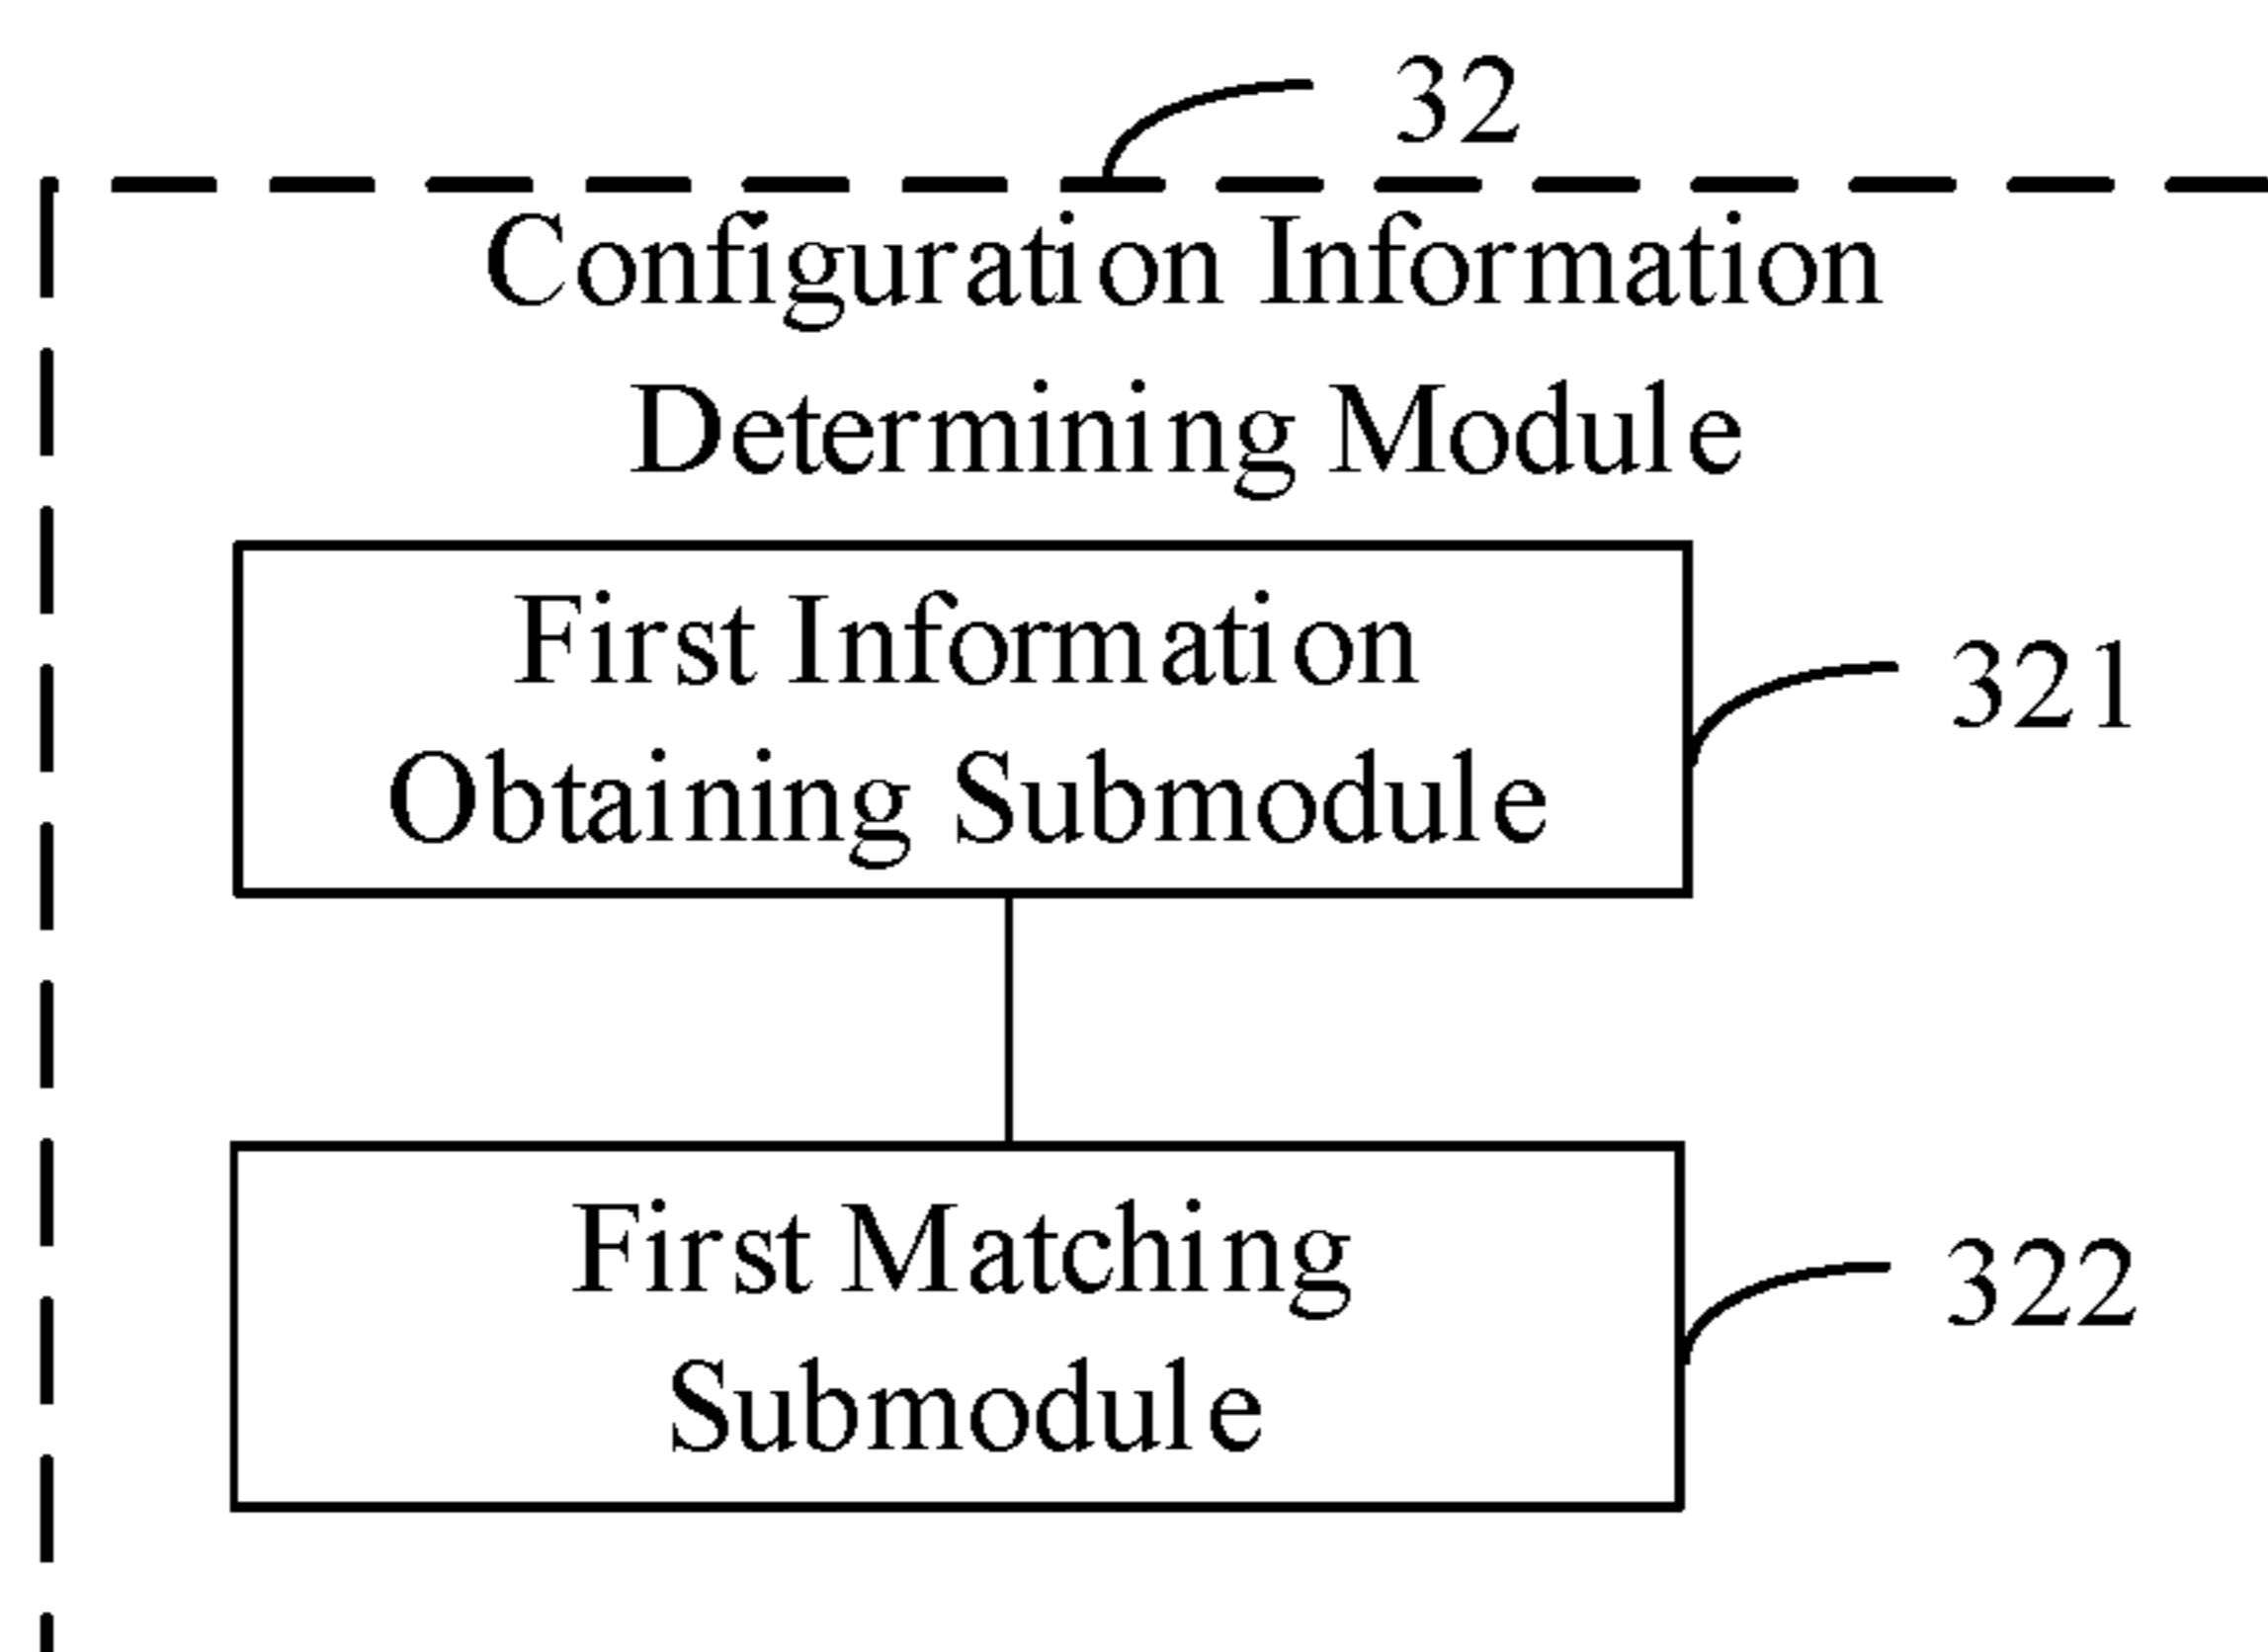 32
Configuration Information
Determining Module
First Information
Obtaining Submodule
321
First Matching
Submodule
322